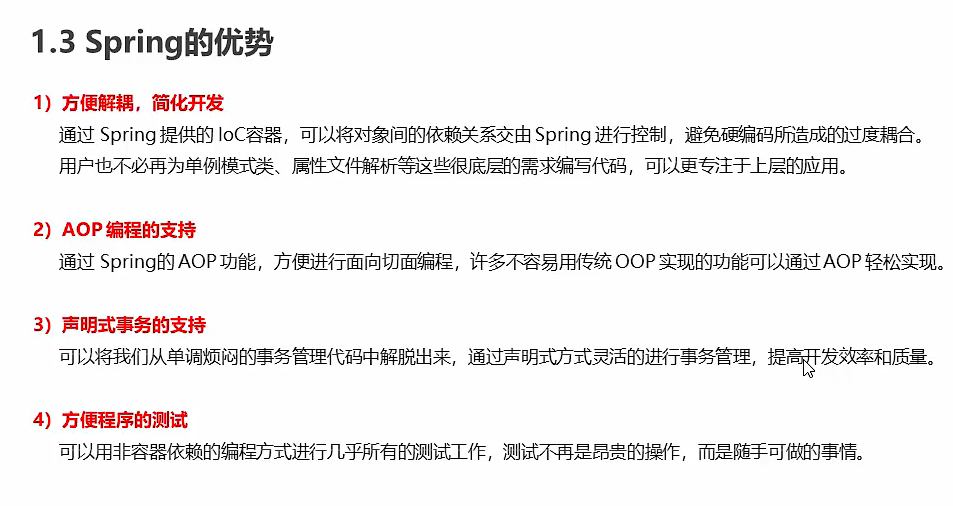 1.3 Spring的优势
1）方便解耦，简化开发
通过 Spring 提供的 IoC容器，可以将对象间的依赖关系交由 Spring 进行控制，避免硬编码所造成的过度耦合。
用户也不必再为单例模式类、属性文件解析等这些很底层的需求编写代码，可以更专注于上层的应用。
2）AOP 编程的支持
通过 Spring的 AOP 功能，方便进行面向切面编程，许多不容易用传统 OOP 实现的功能可以通过 AOP 轻松实现。
3）声明式事务的支持
可以将我们从单调烦闷的事务管理代码中解脱出来，通过声明式方式灵活的进行事务管理，提高开发效率和质量。
4）方便程序的测试
可以用非容器依赖的编程方式进行几乎所有的测试工作，测试不再是昂贵的操作，而是随手可做的事情。